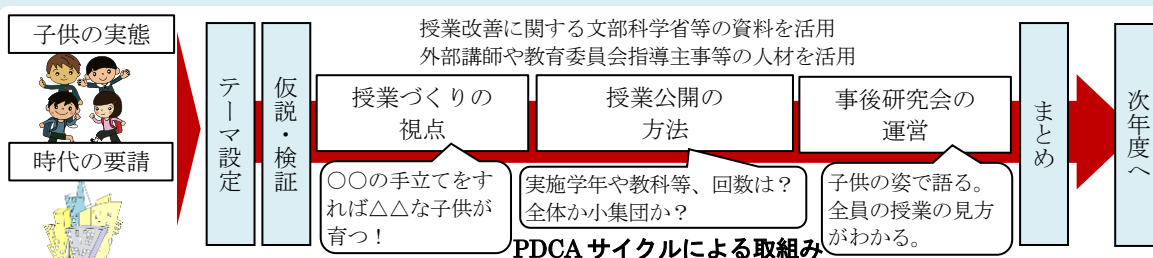 子供の実態
時代の要請
テーマ設定
仮説・検証
授業改善に関する文部科学省等の資料を活用
外部講師や教育委員会指導主事等の人材を活用
授業づくりの
視点
授業公開の
方法
事後研究会の
運営
〇〇の手立てをす
れば△△な子供が
育つ！
実施学年や教科等、回数は？
全体か小集団か？
子供の姿で語る。
全員の授業の見方
がわかる。
PDCA サイクルによる取組み
まとめ
次年度へ